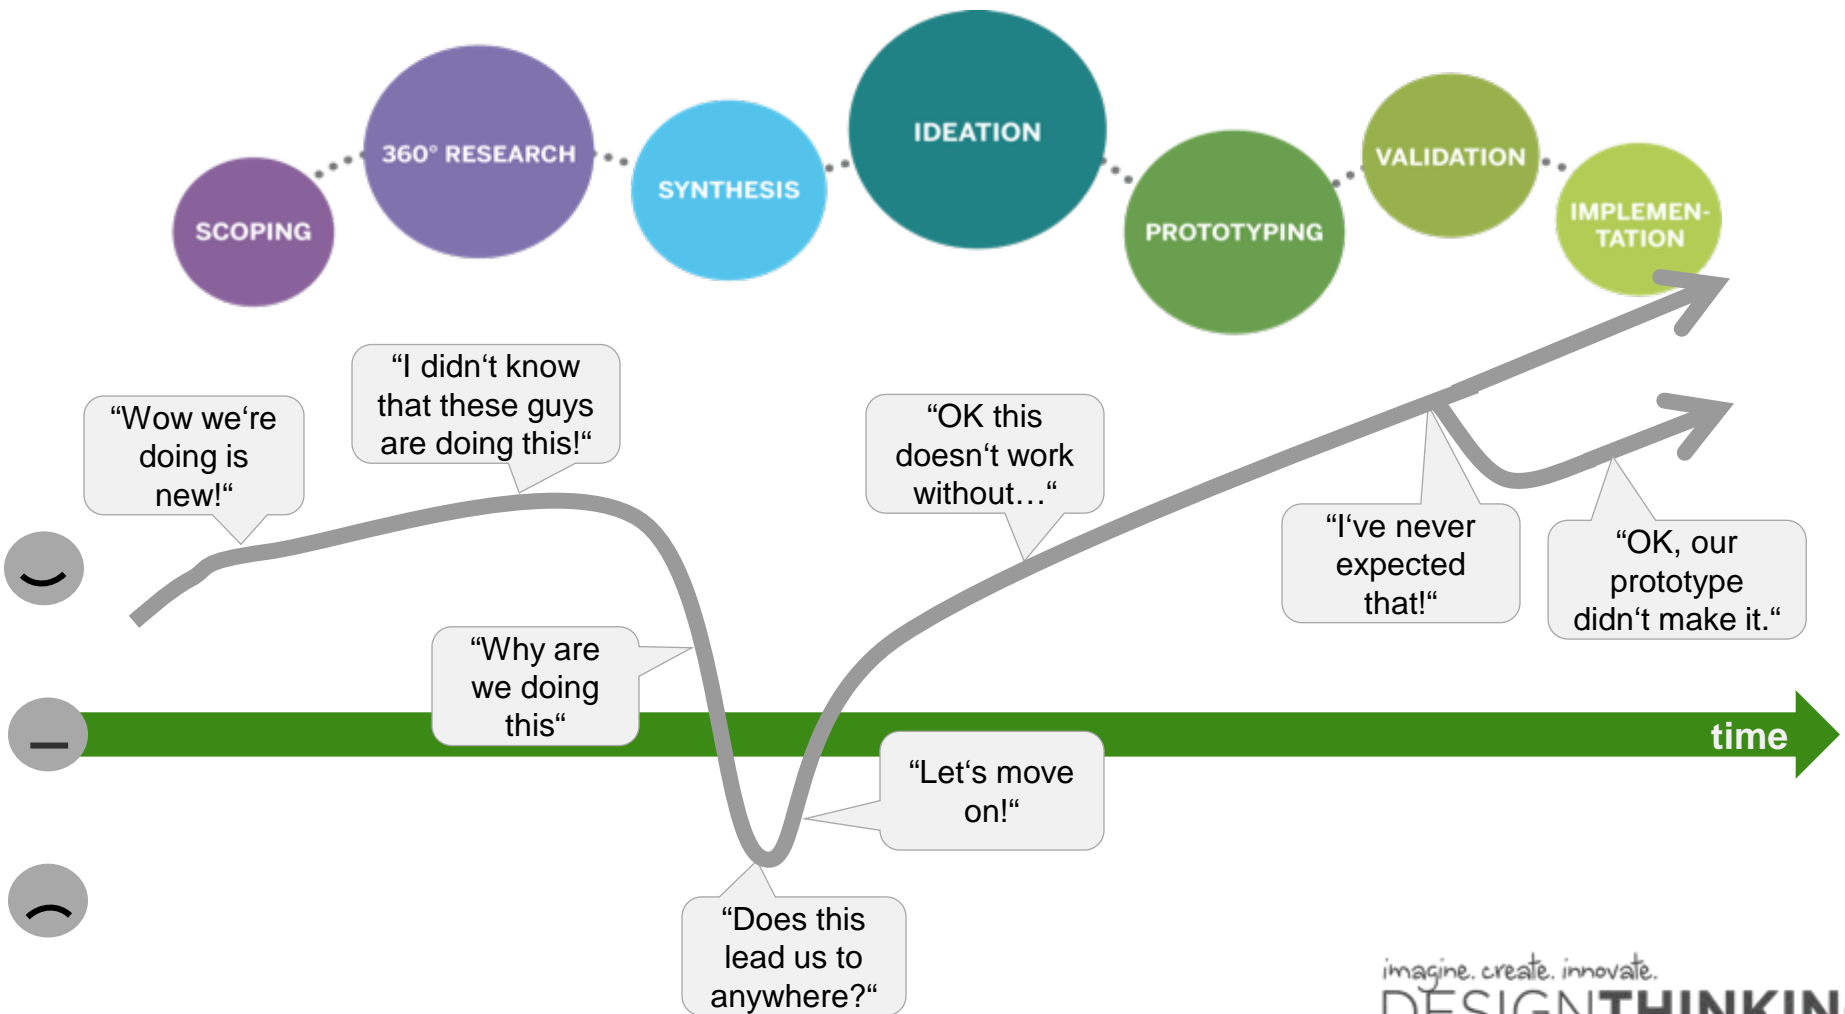 SCOPING
360° RESEARCH
SYNTHESIS
IDEATION
PROTOTYPING
VALIDATION
IMPLEMEN-
TATION
“Wow we‘re
doing is
new!“
“I didn‘t know
that these guys
are doing this!“
“Why are
we doing
this“
“Does this
lead us to
anywhere?“
“Let‘s move
on!“
“OK this
doesn‘t work
without…“
“I‘ve never
expected
that!“
“OK, our
prototype
didn‘t make it.“
time
imagine. create. innovate.
DESIGNTHINKIN